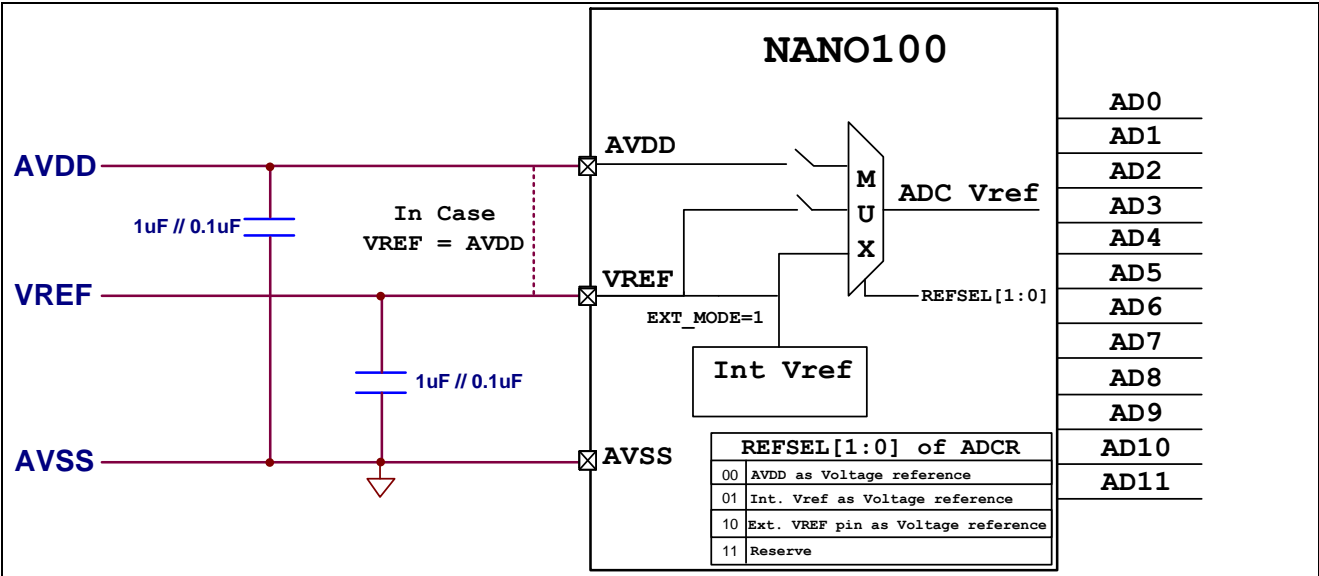 NANO100
AVDD
VREF
AVSS
1uF // 0.1uF
1uF // 0.1uF
In Case
VREF = AVDD
AVDD
VREF
AVSS
EXT_MODE=1
Int Vref
M
U
X
ADC Vref
REFSEL[1:0]
REFSEL[1:0] of ADCR
00 AVDD as Voltage reference
01 Int. Vref as Voltage reference
10 Ext. VREF pin as Voltage reference
11 Reserve
AD0
AD1
AD2
AD3
AD4
AD5
AD6
AD7
AD8
AD9
AD10
AD11